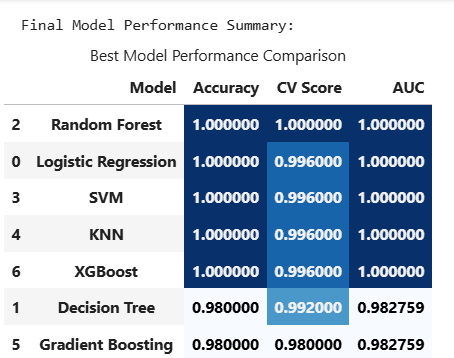 Final Model Performance Summary:
Best Model Performance Comparison
Model Accuracy CV Score AUC
2 Random Forest 1.000000 1.000000 1.000000
0 Logistic Regression 1.000000 0.996000 1.000000
3 SVM 1.000000 0.996000 1.000000
4 KNN 1.000000 0.996000 1.000000
6 XGBoost 1.000000 0.996000 1.000000
1 Decision Tree 0.980000 0.992000 0.982759
5 Gradient Boosting 0.980000 0.980000 0.982759